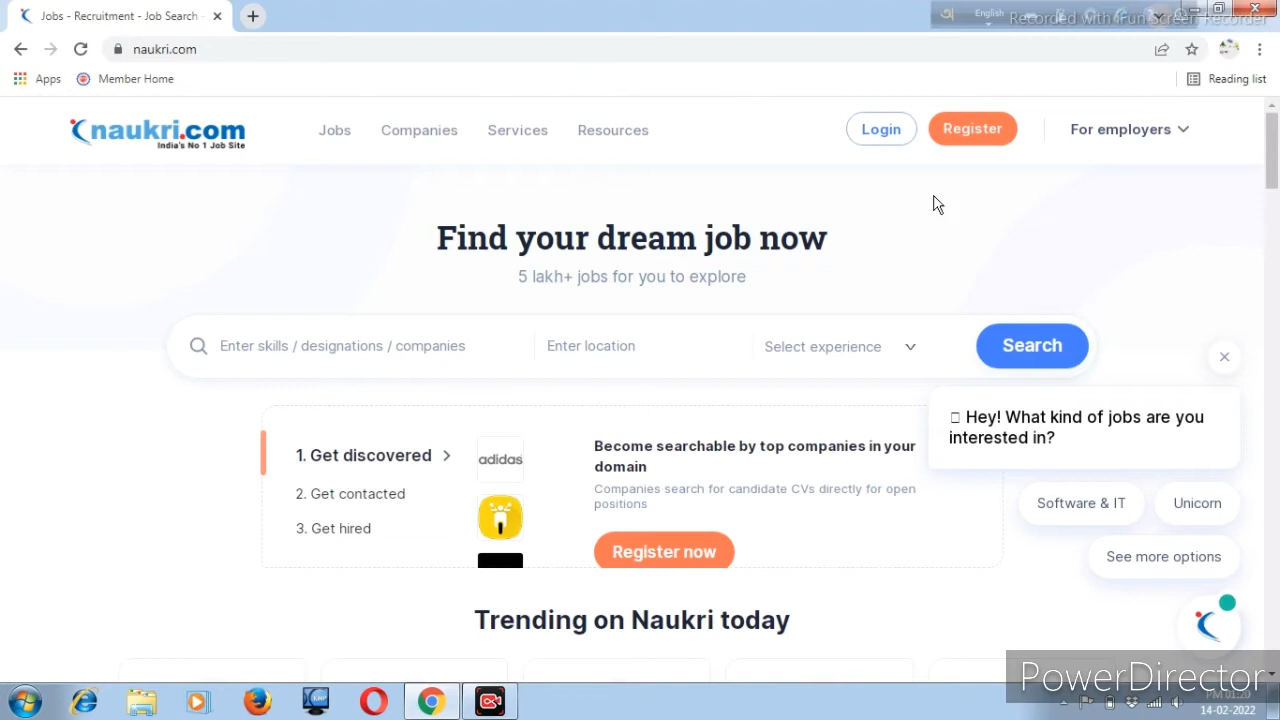 Jobs - Recruitment - Job Search -
English
Recorded with iFun Screen Recorder
naukri.com
Apps
Member Home
Reading list
naukri.com
India's No 1 Job Site
Jobs
Companies
Services
Resources
Login
Register
For employers
Find your dream job now
5 lakh+ jobs for you to explore
Enter skills / designations / companies
Enter location
Select experience
Search
Hey! What kind of jobs are you
interested in?
1. Get discovered
2. Get contacted
3. Get hired
adidas
Become searchable by top companies in your
domain
Companies search for candidate CVs directly for open
positions
Register now
Software & IT
Unicorn
See more options
Trending on Naukri today
PowerDirector
PM 01:20
14-02-2022